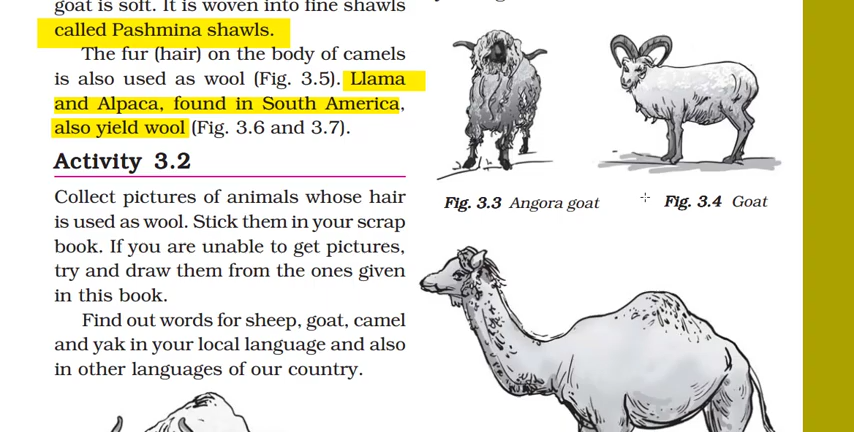 goat is soft. It is woven into fine shawls
called Pashmina shawls.
The fur (hair) on the body of camels
is also used as wool (Fig. 3.5). Llama
and Alpaca, found in South America,
also yield wool (Fig. 3.6 and 3.7).
Activity 3.2
Collect pictures of animals whose hair
is used as wool. Stick them in your scrap
book. If you are unable to get pictures,
try and draw them from the ones given
in this book.
Find out words for sheep, goat, camel
and yak in your local language and also
in other languages of our country.
Fig. 3.3 Angora goat
Fig. 3.4 Goat